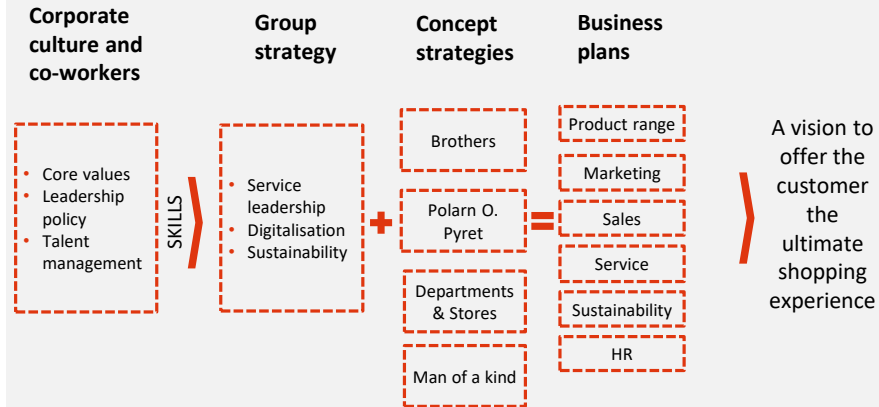 Corporate
culture and
co-workers
Group
strategy
Concept
strategies
Business
plans
• Core values
• Leadership
policy
• Talent
management
SKILLS
• Service
leadership
• Digitalisation
• Sustainability
+
Brothers
Polarn O.
Pyret
Departments
& Stores
Man of a kind
=
Product range
Marketing
Sales
Service
Sustainability
HR
A vision to
offer the
customer
the
ultimate
shopping
experience